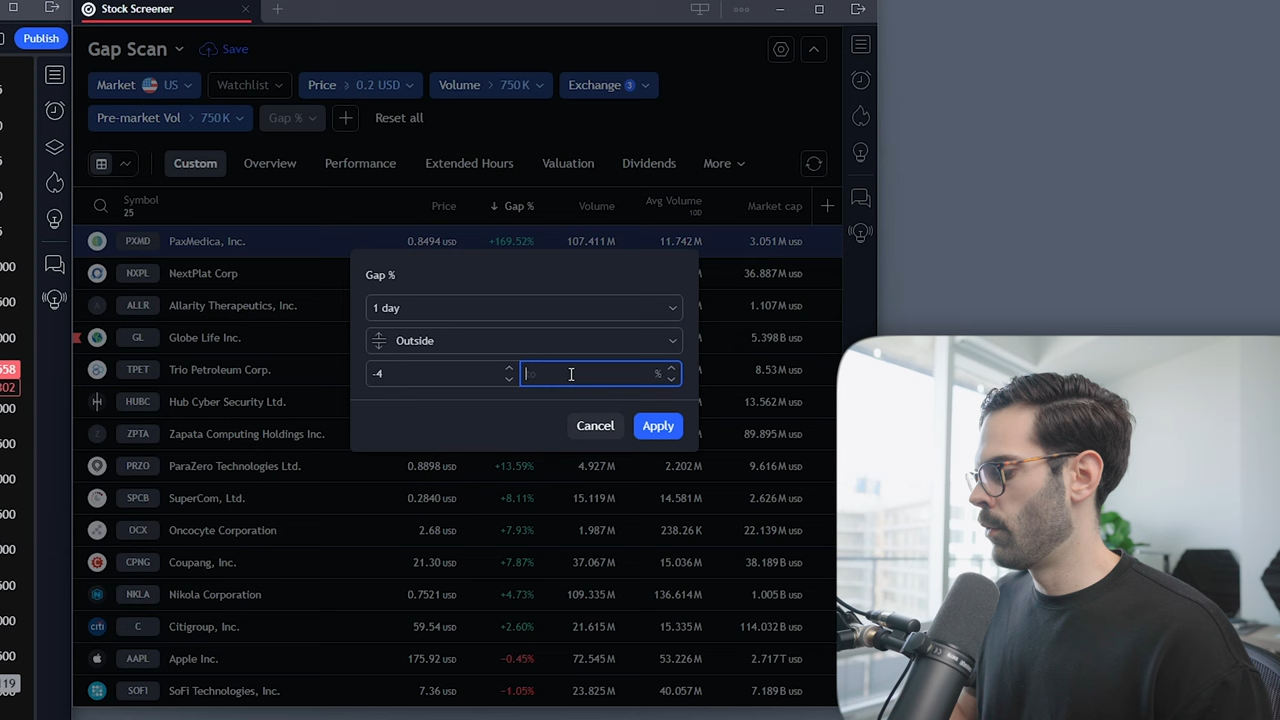 Stock Screener
Publish
Gap Scan
Save
Market US
Watchlist
Price > 0.2 USD
Volume > 750 K
Exchange 3
Pre-market Vol > 750 K
Gap %
Reset all
Custom
Overview
Performance
Extended Hours
Valuation
Dividends
More
Symbol
25
Price
↓ Gap %
Volume
Avg Volume
10D
Market cap
PXMD PaxMedica, Inc. 0.8494 USD +169.52% 107.411 M 11.742 M 3.051 M USD
NXPL NextPlat Corp 36.887 M USD
ALLR Allarity Therapeutics, Inc. 1.107 M USD
GL Globe Life Inc. 5.398 B USD
TPET Trio Petroleum Corp. 8.53 M USD
HUBC Hub Cyber Security Ltd. 13.562 M USD
ZPTA Zapata Computing Holdings Inc. 89.895 M USD
PRZO ParaZero Technologies Ltd. 0.8898 USD +13.59% 4.927 M 2.202 M 9.616 M USD
SPCB SuperCom, Ltd. 0.2840 USD +8.11% 15.119 M 14.581 M 2.626 M USD
OCX Oncocyte Corporation 2.68 USD +7.93% 1.987 M 238.26 K 22.139 M USD
CPNG Coupang, Inc. 21.30 USD +7.87% 37.067 M 15.036 M 38.189 B USD
NKLA Nikola Corporation 0.7521 USD +4.73% 109.335 M 136.614 M 1.005 B USD
citi C Citigroup, Inc. 59.54 USD +2.60% 21.615 M 15.335 M 114.032 B USD
AAPL Apple Inc. 175.92 USD −0.45% 72.545 M 53.226 M 2.717 T USD
SOFI SoFi Technologies, Inc. 7.36 USD −1.05% 23.825 M 40.057 M 7.189 B USD
Gap %
1 day
Outside
-4
%
Cancel
Apply